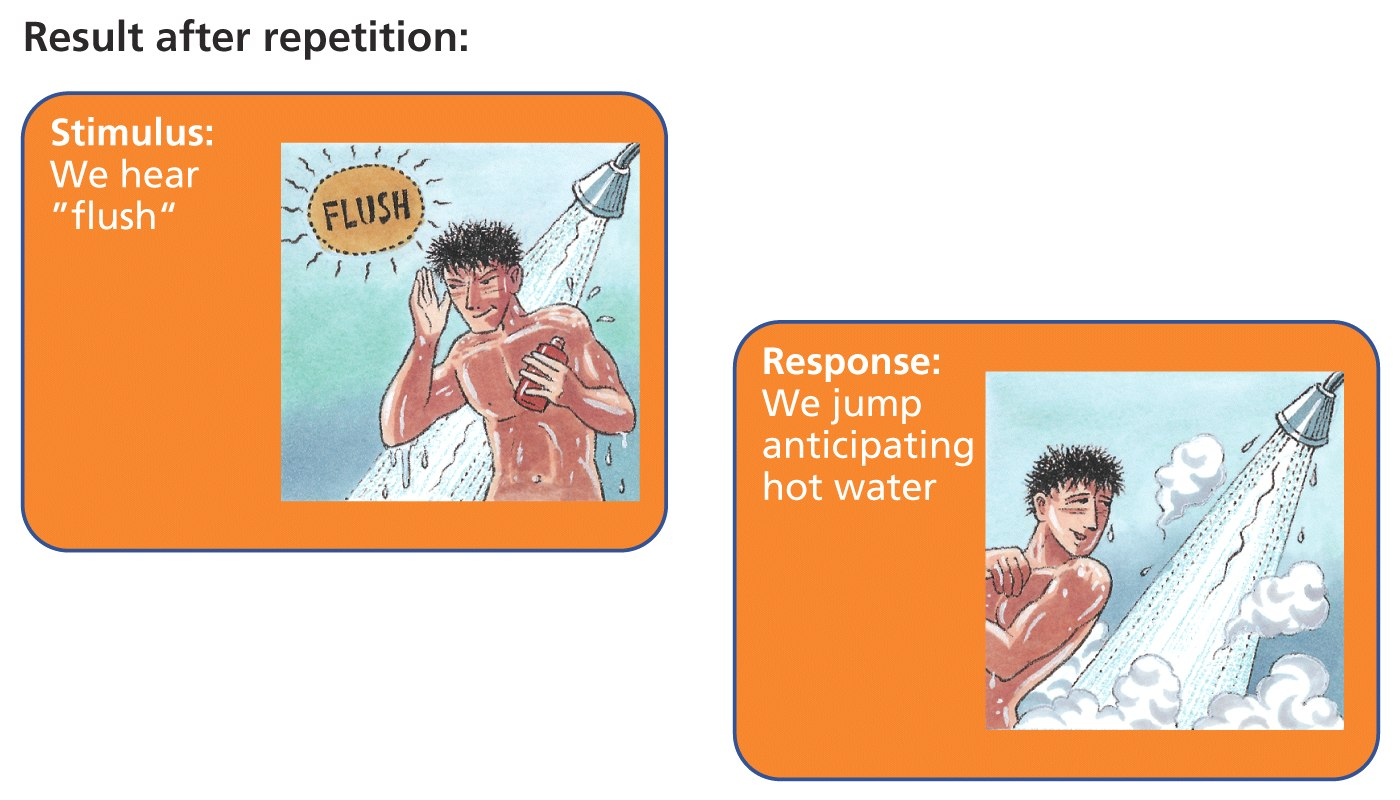 Result after repetition:
Stimulus:
We hear
”flush“
FLUSH
Response:
We jump
anticipating
hot water